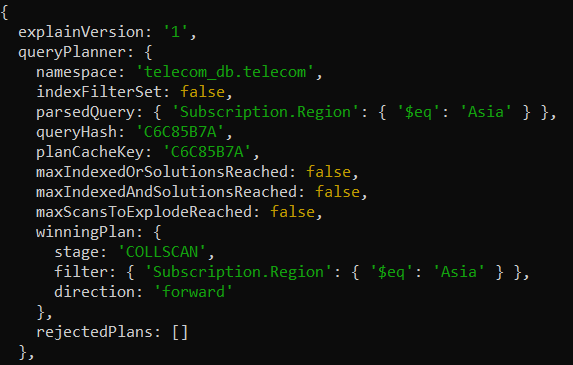 {
  explainVersion: '1',
  queryPlanner: {
    namespace: 'telecom_db.telecom',
    indexFilterSet: false,
    parsedQuery: { 'Subscription.Region': { '$eq': 'Asia' } },
    queryHash: 'C6C85B7A',
    planCacheKey: 'C6C85B7A',
    maxIndexedOrSolutionsReached: false,
    maxIndexedAndSolutionsReached: false,
    maxScansToExplodeReached: false,
    winningPlan: {
      stage: 'COLLSCAN',
      filter: { 'Subscription.Region': { '$eq': 'Asia' } },
      direction: 'forward'
    },
    rejectedPlans: []
  },